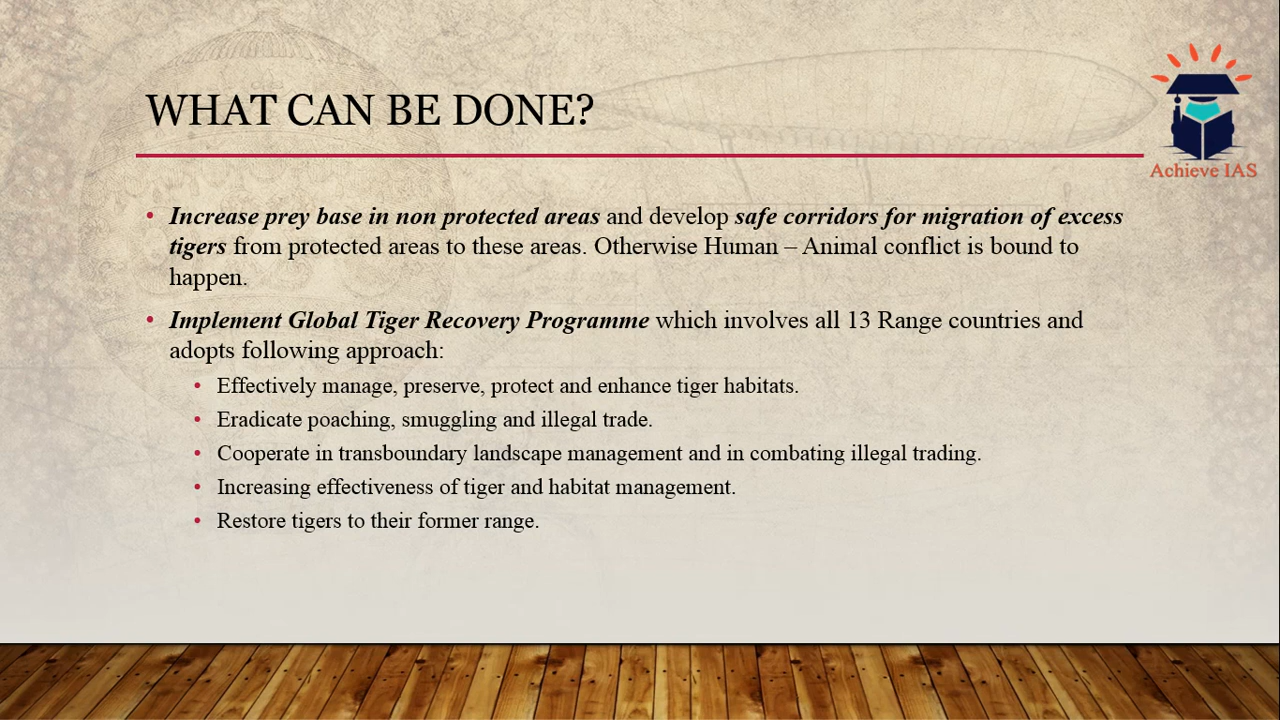 WHAT CAN BE DONE?
Achieve IAS
• Increase prey base in non protected areas and develop safe corridors for migration of excess
tigers from protected areas to these areas. Otherwise Human – Animal conflict is bound to
happen.
• Implement Global Tiger Recovery Programme which involves all 13 Range countries and
adopts following approach:
• Effectively manage, preserve, protect and enhance tiger habitats.
• Eradicate poaching, smuggling and illegal trade.
• Cooperate in transboundary landscape management and in combating illegal trading.
• Increasing effectiveness of tiger and habitat management.
• Restore tigers to their former range.